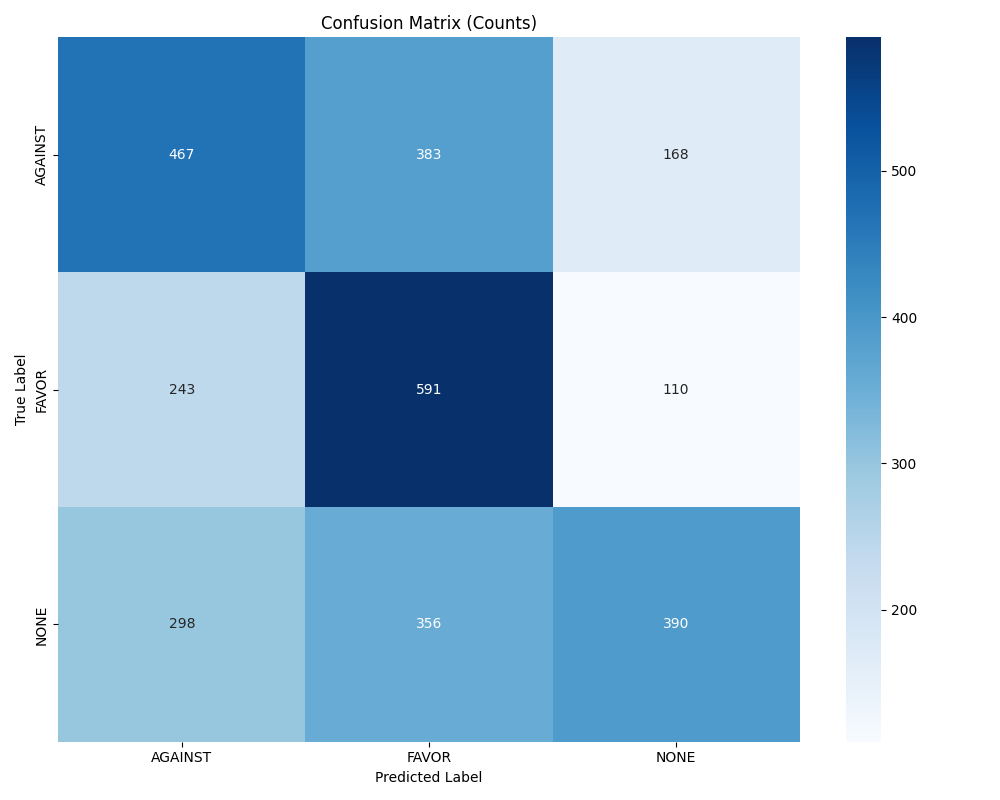 Confusion Matrix (Counts)
True Label
AGAINST
467
383
168
FAVOR
243
591
110
NONE
298
356
390
AGAINST
FAVOR
NONE
Predicted Label
500
400
300
200